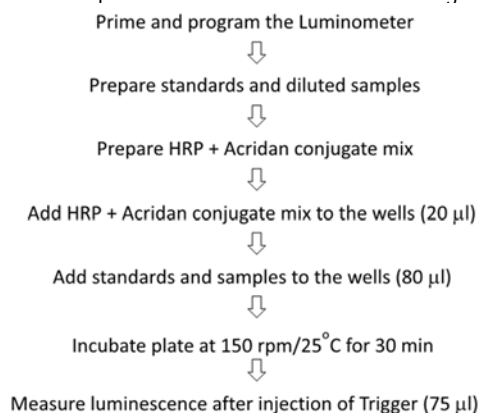 Prime and program the Luminometer
Prepare standards and diluted samples
Prepare HRP + Acridan conjugate mix
Add HRP + Acridan conjugate mix to the wells (20 µl)
Add standards and samples to the wells (80 µl)
Incubate plate at 150 rpm/25°C for 30 min
Measure luminescence after injection of Trigger (75 µl)